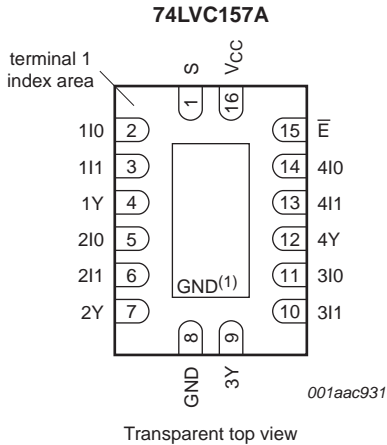 74LVC157A
terminal 1
index area
S
VCC
1
16
1I0 2
15 E̅
1I1 3
14 4I0
1Y 4
13 4I1
2I0 5
12 4Y
2I1 6
11 3I0
2Y 7
10 3I1
GND(1)
8
9
GND
3Y
001aac931
Transparent top view